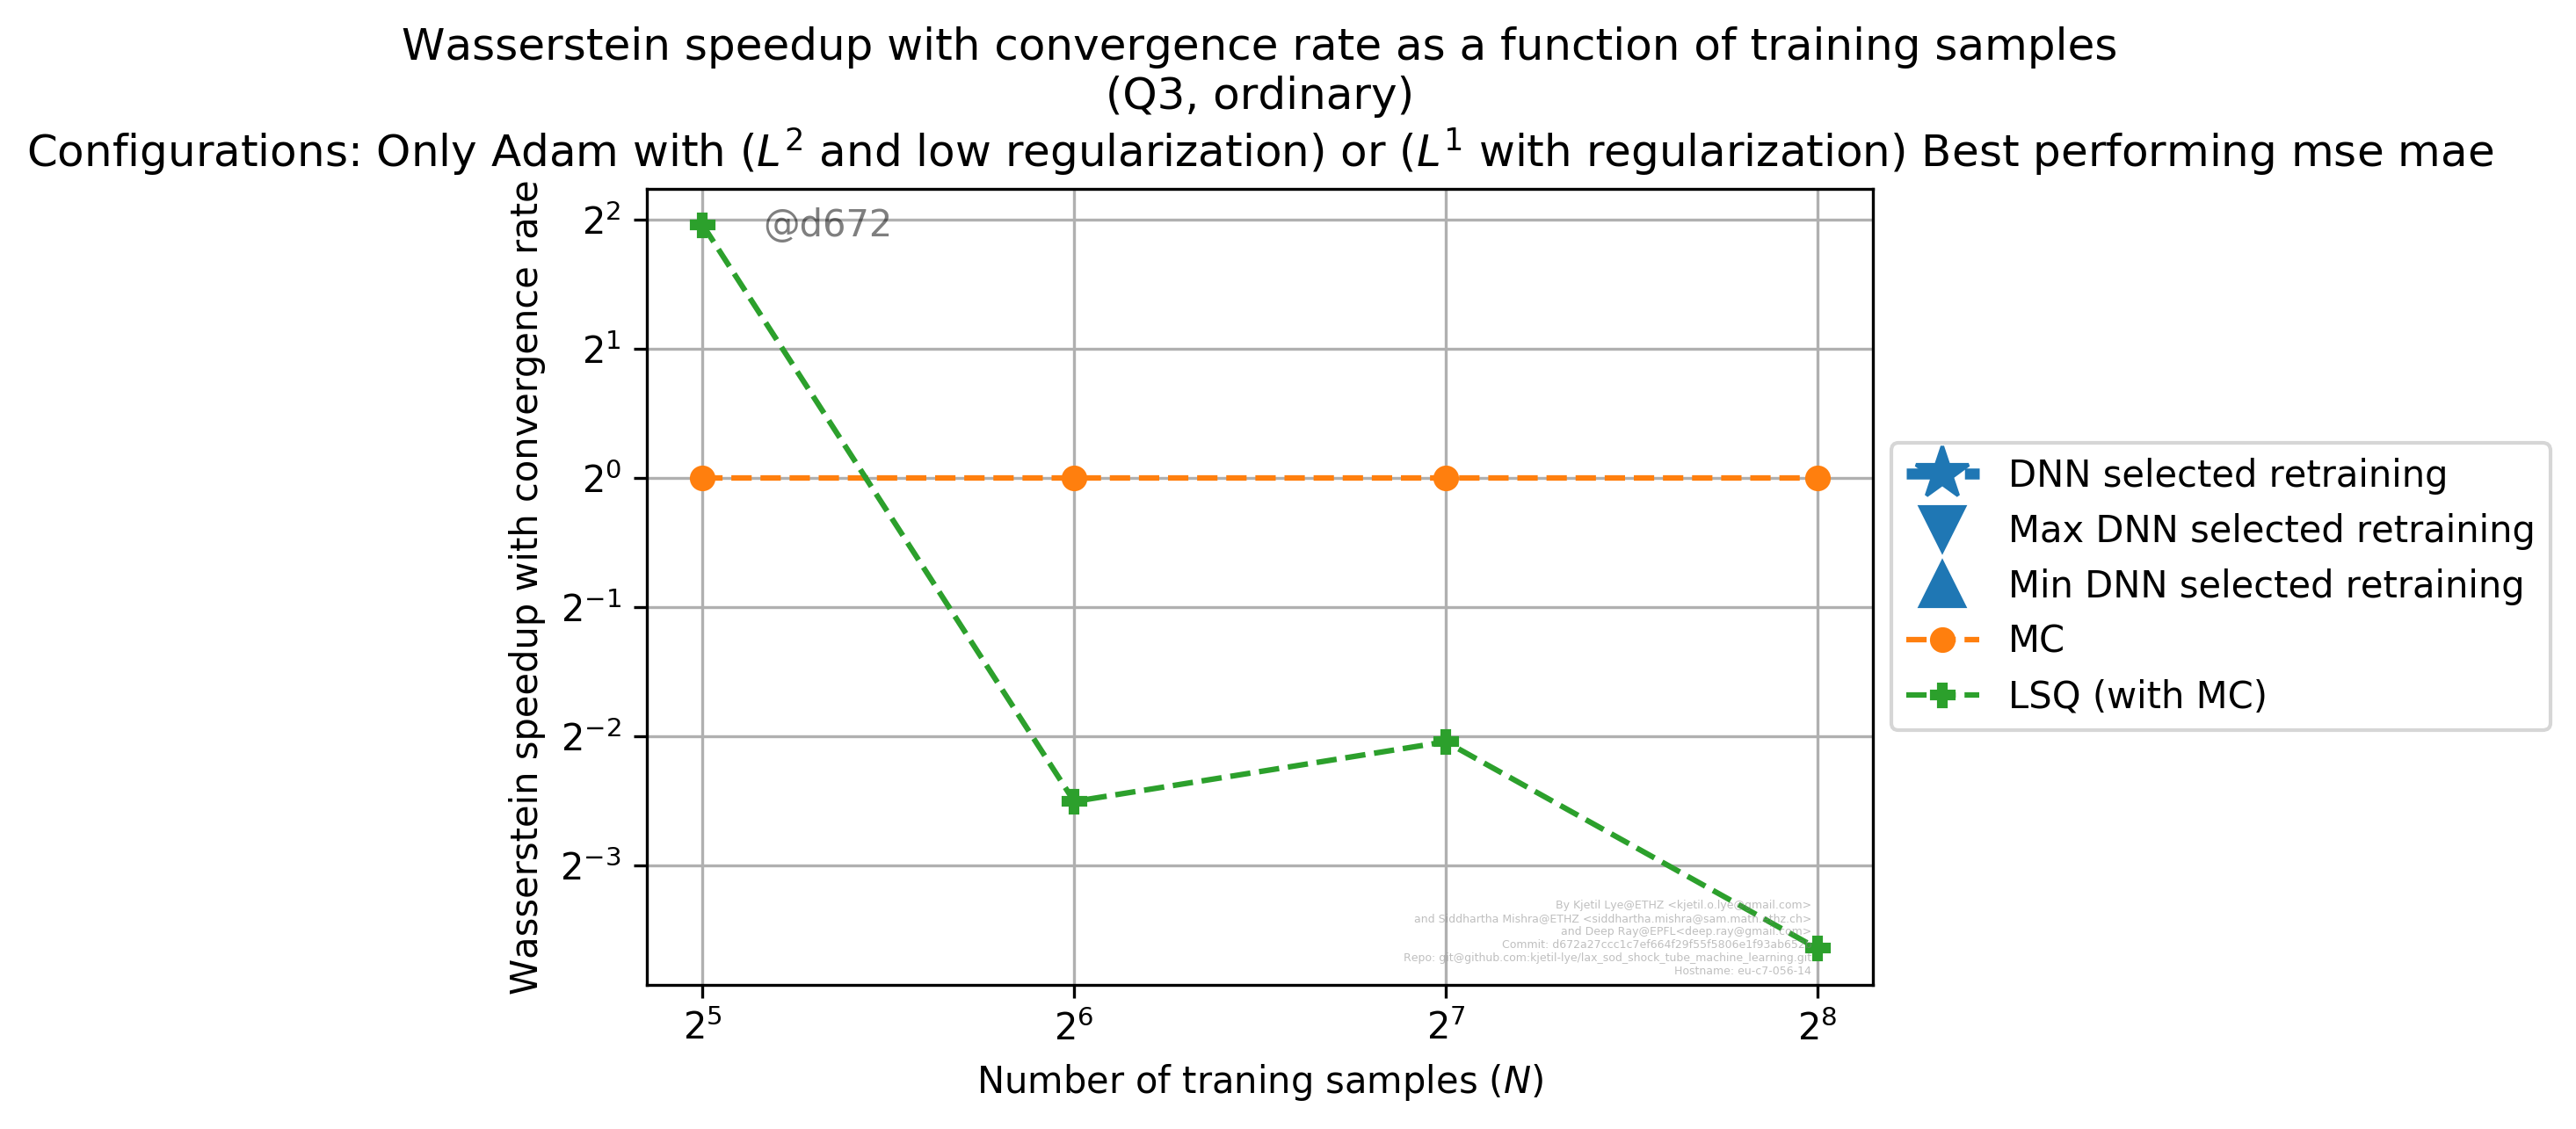 Wasserstein speedup with convergence rate as a function of training samples
(Q3, ordinary)
Configurations: Only Adam with (L² and low regularization) or (L¹ with regularization) Best performing mse mae
Wasserstein speedup with convergence rate
@d672
2²
2¹
2⁰
2⁻¹
2⁻²
2⁻³
DNN selected retraining
Max DNN selected retraining
Min DNN selected retraining
MC
LSQ (with MC)
By Kjetil Lye@ETHZ <kjetil.o.lye@gmail.com>
and Siddhartha Mishra@ETHZ <siddhartha.mishra@sam.math.ethz.ch>
and Deep Ray@EPFL<deep.ray@gmail.com>
Commit:
Repo: git@github.com:kjetil-lye/lax_sod_shock_tube_machine_learning.git
Hostname: eu-c7-056-14
2⁵
2⁶
2⁷
2⁸
Number of traning samples (N)